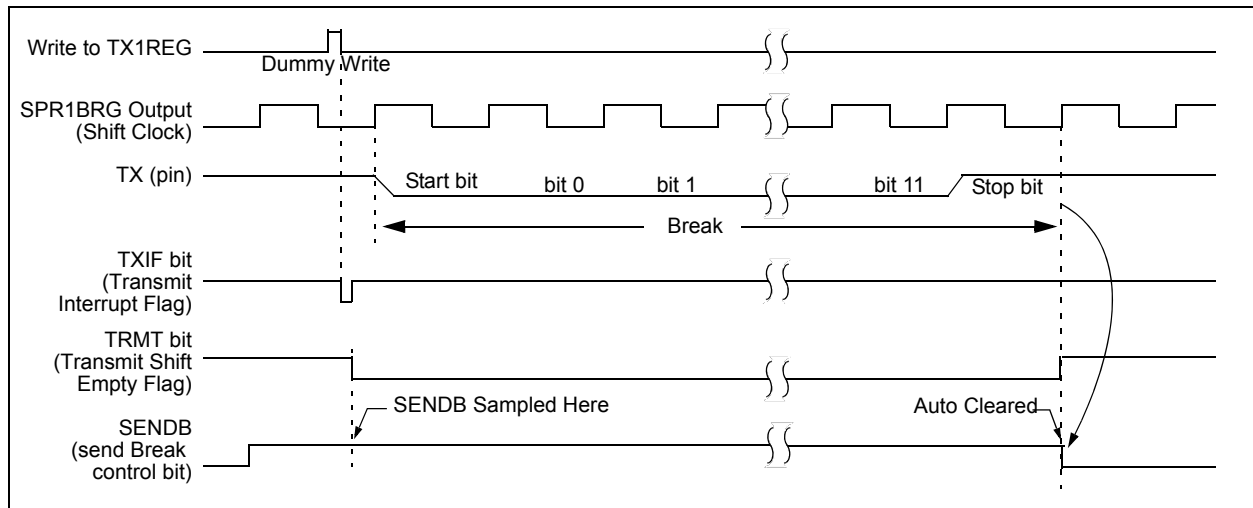 Write to TX1REG
Dummy Write
SPR1BRG Output
(Shift Clock)
TX (pin)
Start bit
bit 0
bit 1
bit 11
Stop bit
Break
TXIF bit
(Transmit
Interrupt Flag)
TRMT bit
(Transmit Shift
Empty Flag)
SENDB Sampled Here
Auto Cleared
SENDB
(send Break
control bit)